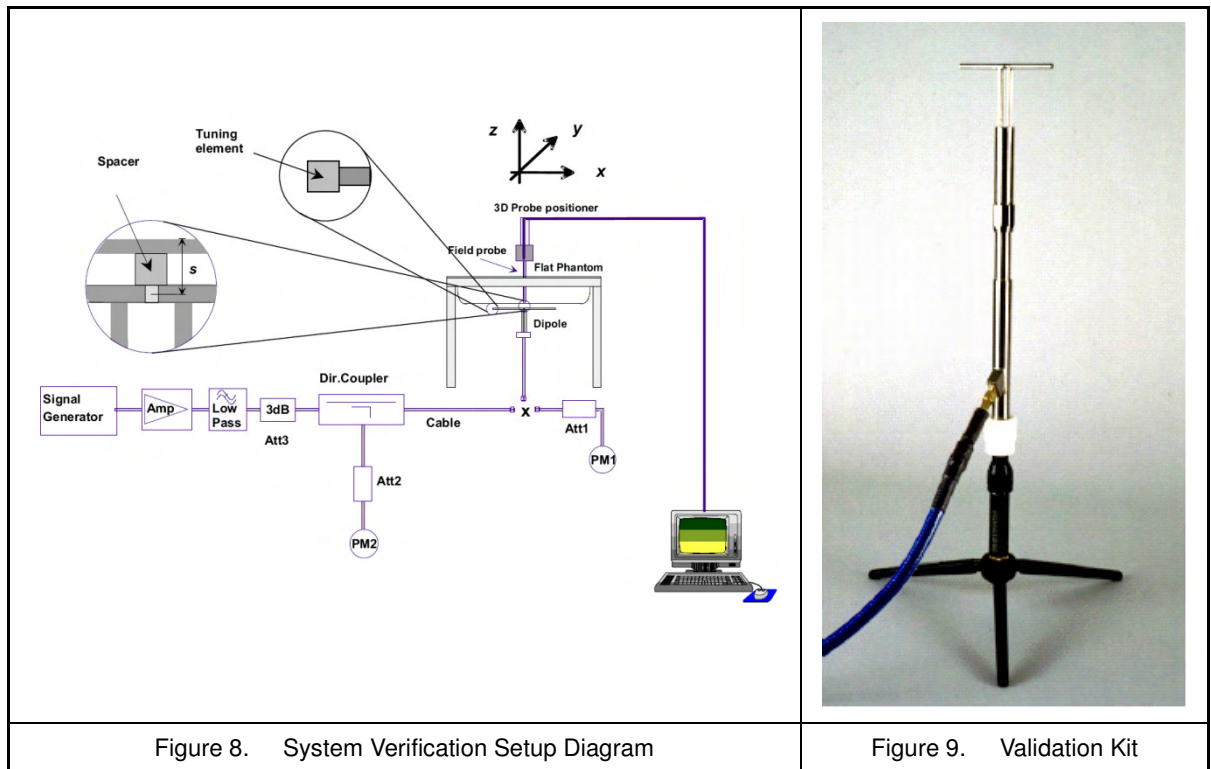 z
y
x
Tuning
element
Spacer
s
3D Probe positioner
Field probe
Flat Phantom
Dipole
Dir.Coupler
Signal
Generator
Amp
Low
Pass
3dB
Att3
Cable
x
Att1
PM1
Att2
PM2
Figure 8. System Verification Setup Diagram
Figure 9. Validation Kit